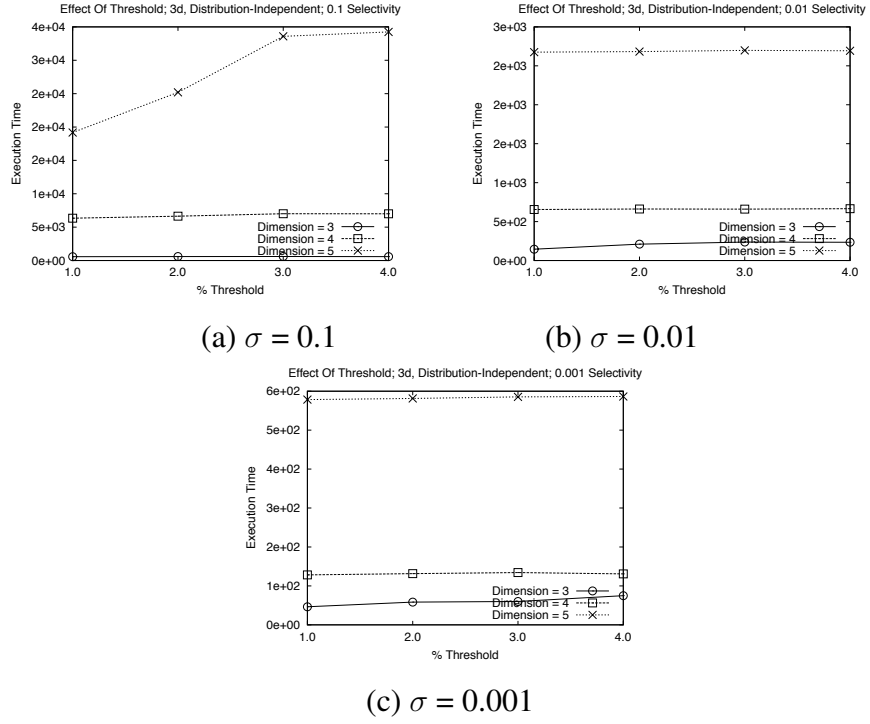 Effect Of Threshold; 3d, Distribution-Independent; 0.1 Selectivity
4e+04
4e+04
3e+04
2e+04
2e+04
2e+04
1e+04
5e+03
0e+00
Execution Time
Dimension = 3
Dimension = 4
Dimension = 5
1.0 2.0 3.0 4.0
% Threshold
(a) σ = 0.1
Effect Of Threshold; 3d, Distribution-Independent; 0.01 Selectivity
3e+03
2e+03
2e+03
1e+03
5e+02
0e+00
Execution Time
Dimension = 3
Dimension = 4
Dimension = 5
1.0 2.0 3.0 4.0
% Threshold
(b) σ = 0.01
Effect Of Threshold; 3d, Distribution-Independent; 0.001 Selectivity
6e+02
5e+02
4e+02
3e+02
2e+02
1e+02
0e+00
Execution Time
Dimension = 3
Dimension = 4
Dimension = 5
1.0 2.0 3.0 4.0
% Threshold
(c) σ = 0.001